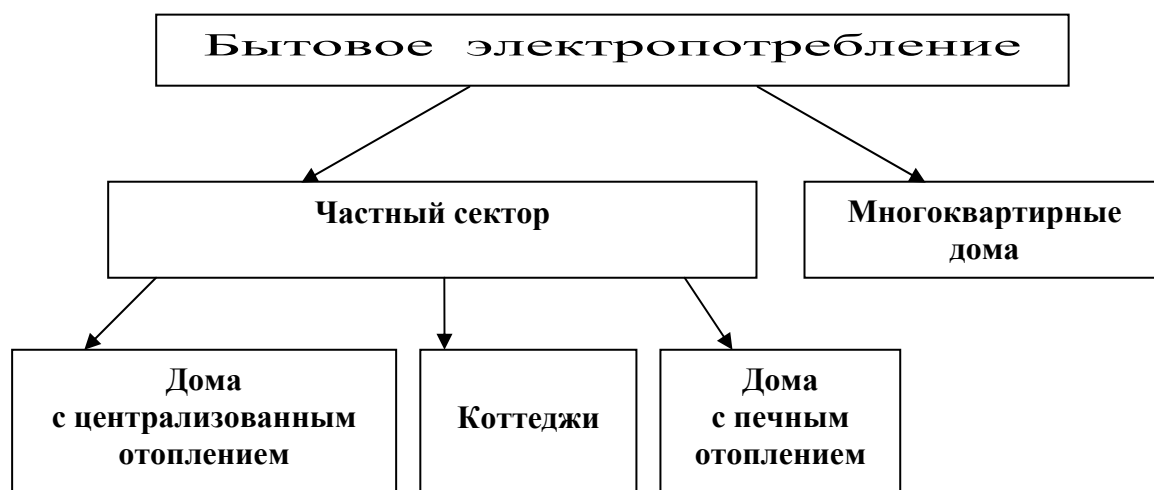 Бытовое электропотребление
Частный сектор
Многоквартирные
дома
Дома
с централизованным
отоплением
Коттеджи
Дома
с печным
отоплением